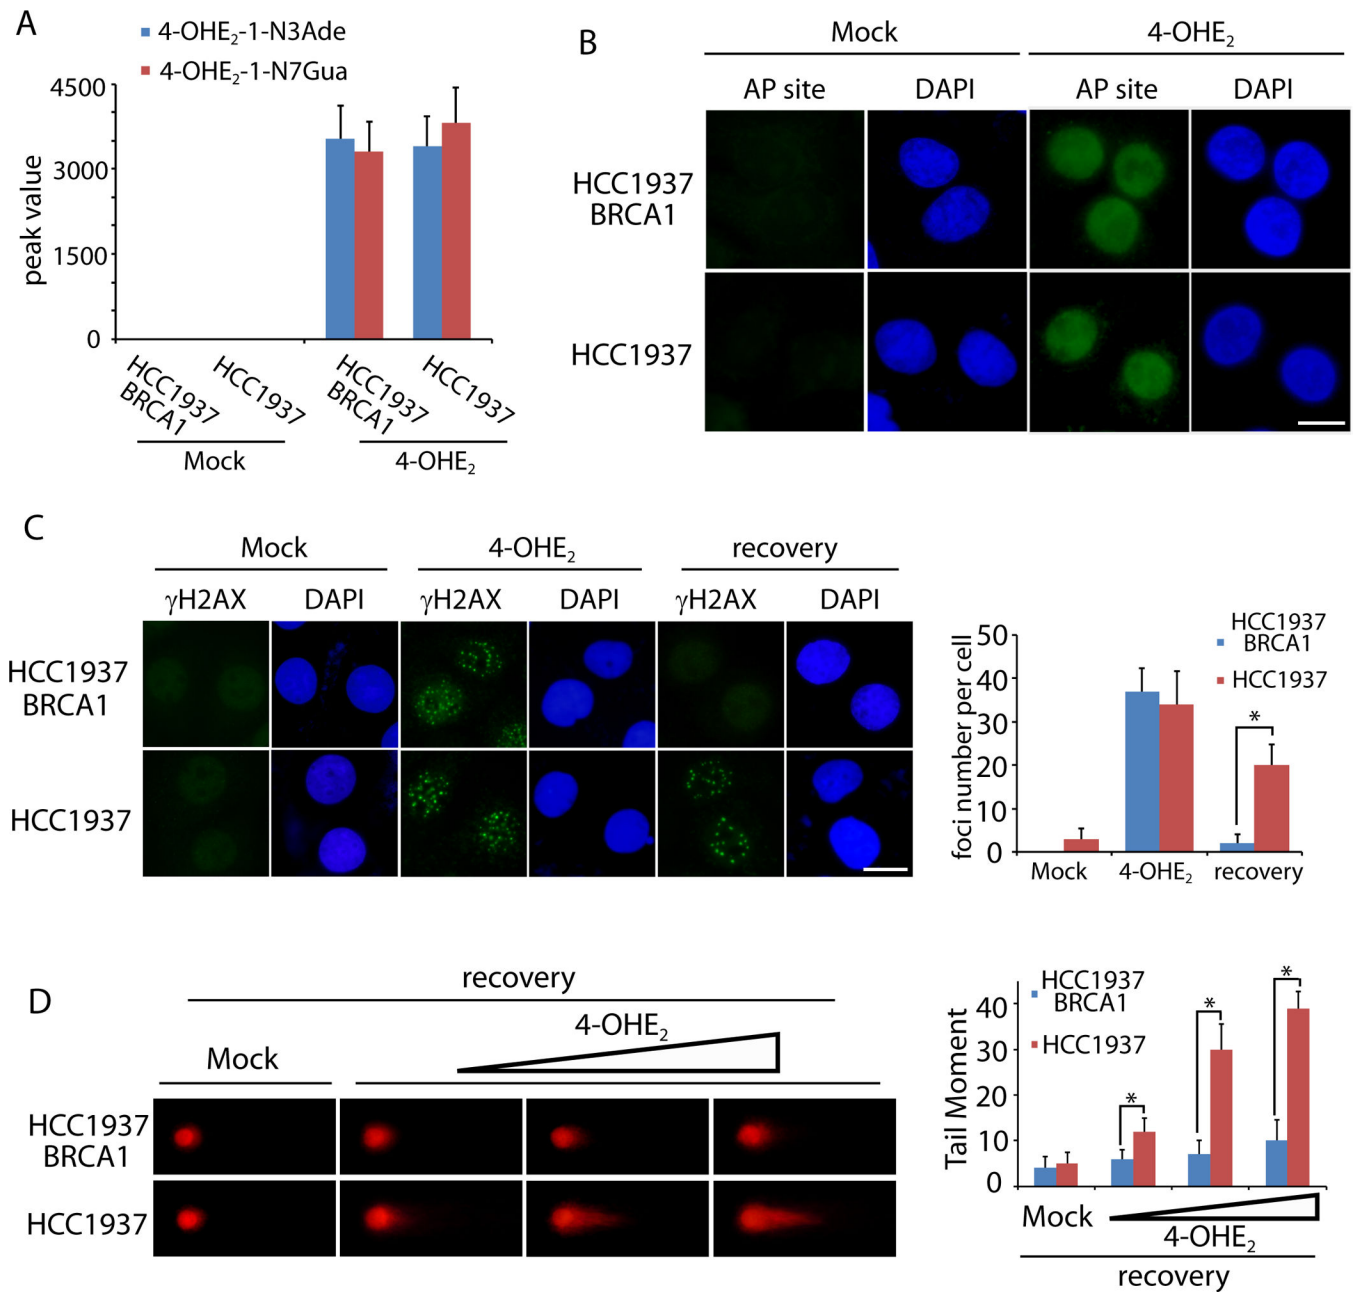 A
4-OHE₂-1-N3Ade
4-OHE₂-1-N7Gua
peak value
4500
3000
1500
0
HCC1937
BRCA1
HCC1937
HCC1937
BRCA1
HCC1937
Mock
4-OHE₂
B
Mock
4-OHE₂
AP site
DAPI
AP site
DAPI
HCC1937
BRCA1
HCC1937
C
Mock
4-OHE₂
recovery
γH2AX
DAPI
γH2AX
DAPI
γH2AX
DAPI
HCC1937
BRCA1
HCC1937
foci number per cell
50
40
30
20
10
0
HCC1937
BRCA1
HCC1937
*
Mock
4-OHE₂
recovery
D
recovery
4-OHE₂
Mock
HCC1937
BRCA1
HCC1937
Tail Moment
40
30
20
10
0
HCC1937
BRCA1
HCC1937
*
*
*
Mock
4-OHE₂
recovery